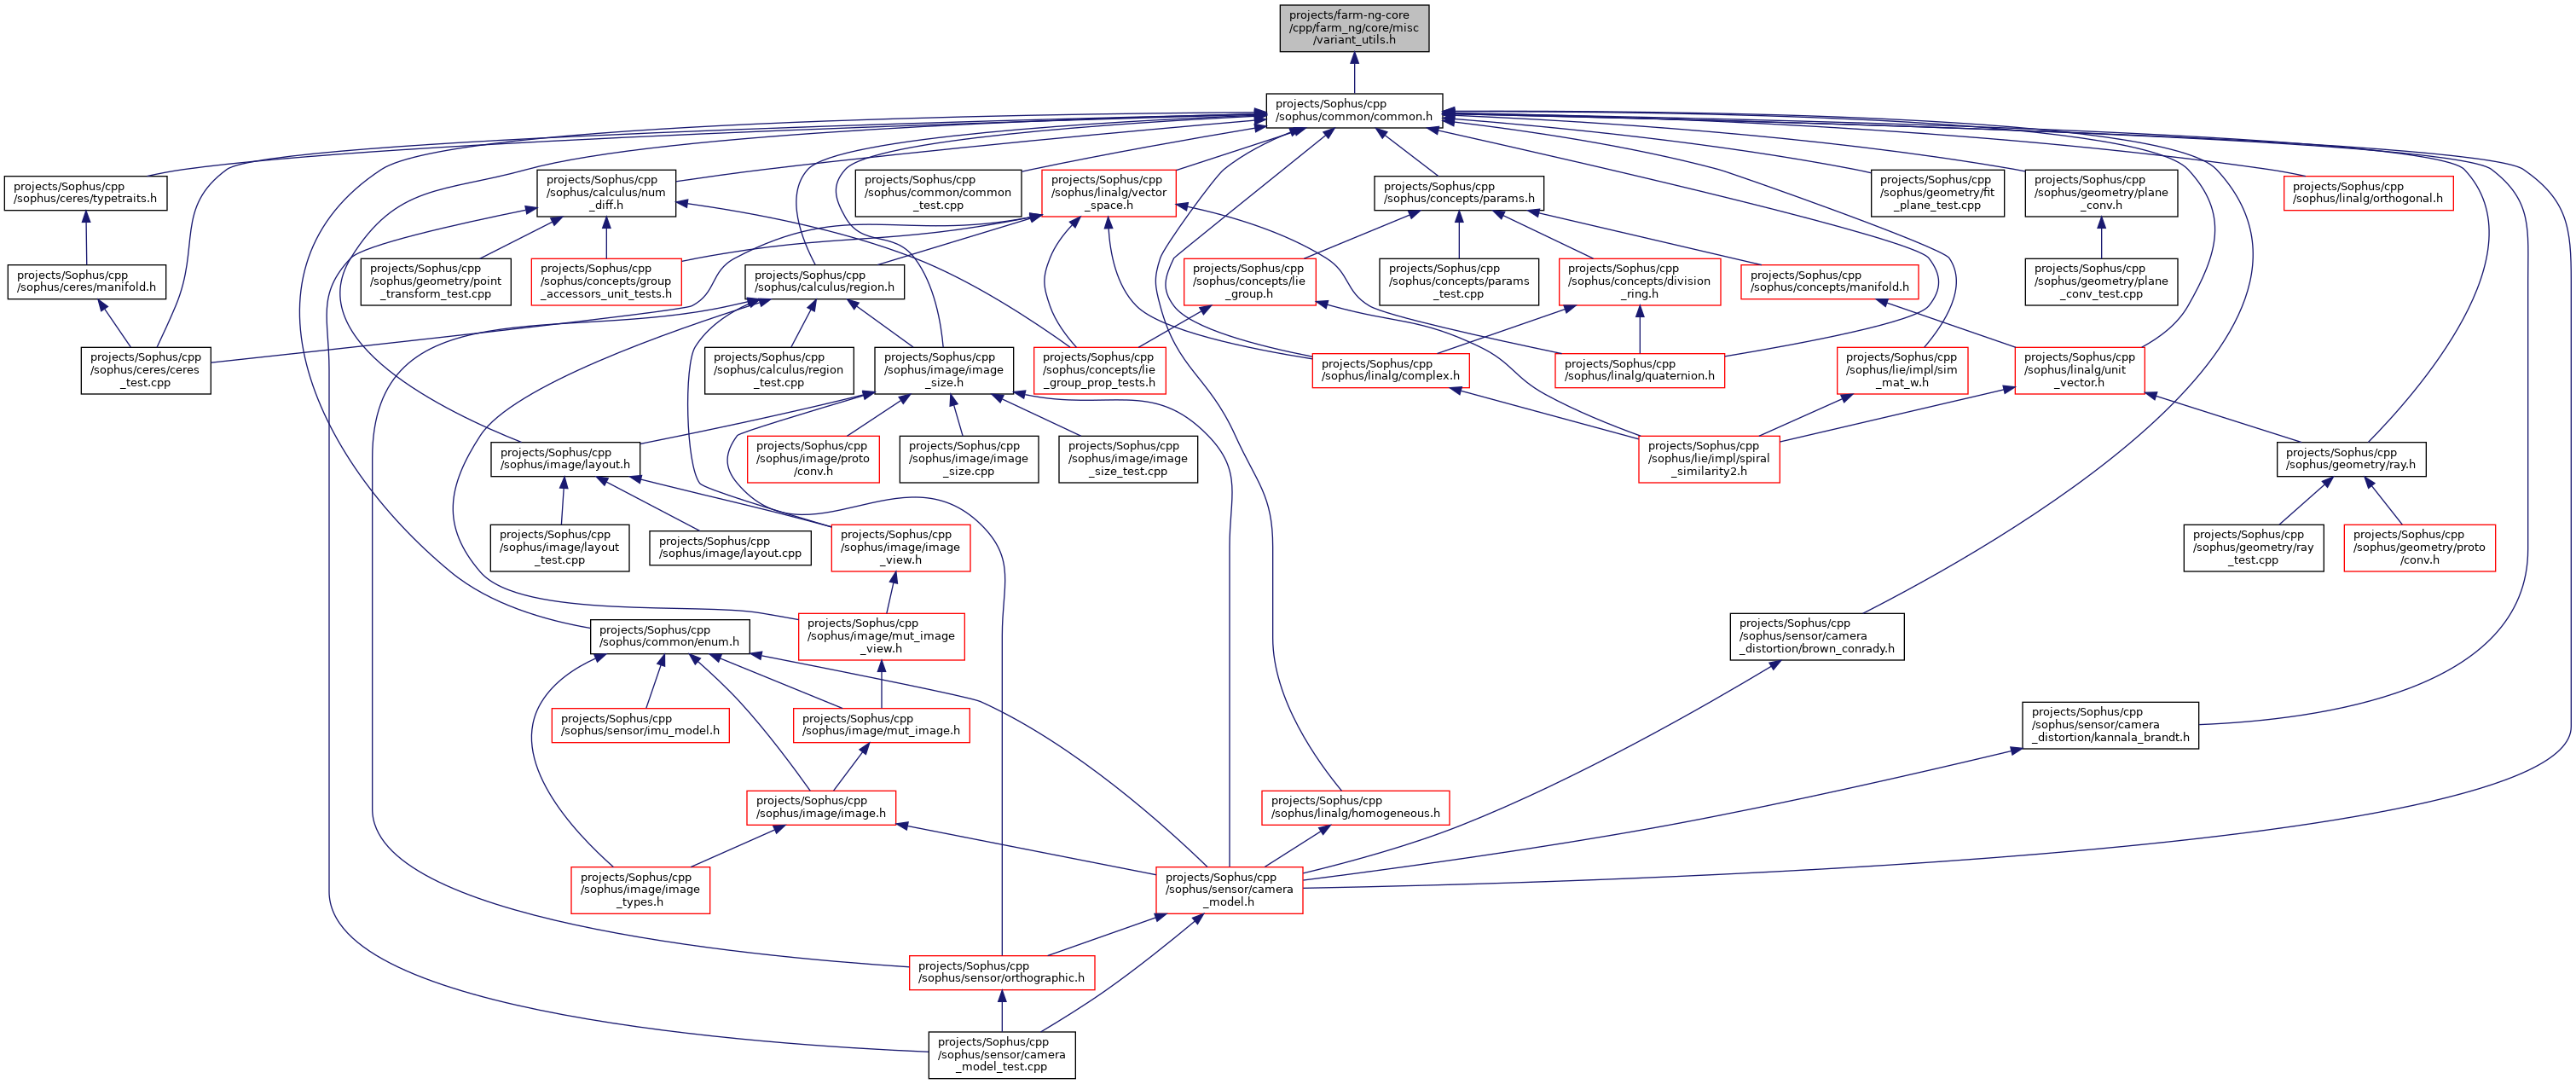 projects/farm-ng-core
/cpp/farm_ng/core/misc
/variant_utils.h
projects/Sophus/cpp
/sophus/common/common.h
projects/Sophus/cpp
/sophus/ceres/typetraits.h
projects/Sophus/cpp
/sophus/calculus/num
_diff.h
projects/Sophus/cpp
/sophus/common/common
_test.cpp
projects/Sophus/cpp
/sophus/linalg/vector
_space.h
projects/Sophus/cpp
/sophus/concepts/params.h
projects/Sophus/cpp
/sophus/geometry/fit
_plane_test.cpp
projects/Sophus/cpp
/sophus/geometry/plane
_conv.h
projects/Sophus/cpp
/sophus/linalg/orthogonal.h
projects/Sophus/cpp
/sophus/ceres/manifold.h
projects/Sophus/cpp
/sophus/geometry/point
_transform_test.cpp
projects/Sophus/cpp
/sophus/concepts/group
_accessors_unit_tests.h
projects/Sophus/cpp
/sophus/calculus/region.h
projects/Sophus/cpp
/sophus/concepts/lie
_group.h
projects/Sophus/cpp
/sophus/concepts/params
_test.cpp
projects/Sophus/cpp
/sophus/concepts/division
_ring.h
projects/Sophus/cpp
/sophus/concepts/manifold.h
projects/Sophus/cpp
/sophus/geometry/plane
_conv_test.cpp
projects/Sophus/cpp
/sophus/ceres/ceres
_test.cpp
projects/Sophus/cpp
/sophus/calculus/region
_test.cpp
projects/Sophus/cpp
/sophus/image/image
_size.h
projects/Sophus/cpp
/sophus/concepts/lie
_group_prop_tests.h
projects/Sophus/cpp
/sophus/linalg/complex.h
projects/Sophus/cpp
/sophus/linalg/quaternion.h
projects/Sophus/cpp
/sophus/lie/impl/sim
_mat_w.h
projects/Sophus/cpp
/sophus/linalg/unit
_vector.h
projects/Sophus/cpp
/sophus/image/layout.h
projects/Sophus/cpp
/sophus/image/proto
/conv.h
projects/Sophus/cpp
/sophus/image/image
_size.cpp
projects/Sophus/cpp
/sophus/image/image
_size_test.cpp
projects/Sophus/cpp
/sophus/lie/impl/spiral
_similarity2.h
projects/Sophus/cpp
/sophus/geometry/ray.h
projects/Sophus/cpp
/sophus/image/layout
_test.cpp
projects/Sophus/cpp
/sophus/image/layout.cpp
projects/Sophus/cpp
/sophus/image/image
_view.h
projects/Sophus/cpp
/sophus/geometry/ray
_test.cpp
projects/Sophus/cpp
/sophus/geometry/proto
/conv.h
projects/Sophus/cpp
/sophus/common/enum.h
projects/Sophus/cpp
/sophus/image/mut_image
_view.h
projects/Sophus/cpp
/sophus/sensor/camera
_distortion/brown_conrady.h
projects/Sophus/cpp
/sophus/sensor/imu_model.h
projects/Sophus/cpp
/sophus/image/mut_image.h
projects/Sophus/cpp
/sophus/sensor/camera
_distortion/kannala_brandt.h
projects/Sophus/cpp
/sophus/image/image.h
projects/Sophus/cpp
/sophus/linalg/homogeneous.h
projects/Sophus/cpp
/sophus/image/image
_types.h
projects/Sophus/cpp
/sophus/sensor/camera
_model.h
projects/Sophus/cpp
/sophus/sensor/orthographic.h
projects/Sophus/cpp
/sophus/sensor/camera
_model_test.cpp